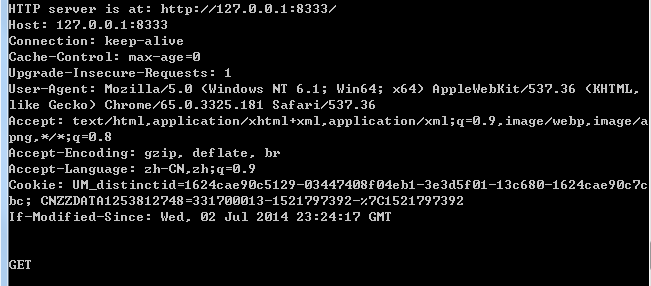 HTTP server is at: http://127.0.0.1:8333/
Host: 127.0.0.1:8333
Connection: keep-alive
Cache-Control: max-age=0
Upgrade-Insecure-Requests: 1
User-Agent: Mozilla/5.0 (Windows NT 6.1; Win64; x64) AppleWebKit/537.36 (KHTML,
like Gecko) Chrome/65.0.3325.181 Safari/537.36
Accept: text/html,application/xhtml+xml,application/xml;q=0.9,image/webp,image/a
png,*/*;q=0.8
Accept-Encoding: gzip, deflate, br
Accept-Language: zh-CN,zh;q=0.9
Cookie: UM_distinctid=1624cae90c5129-03447408f04eb1-3e3d5f01-13c680-1624cae90c7c
bc; CNZZDATA1253812748=331700013-1521797392-%7C1521797392
If-Modified-Since: Wed, 02 Jul 2014 23:24:17 GMT
GET